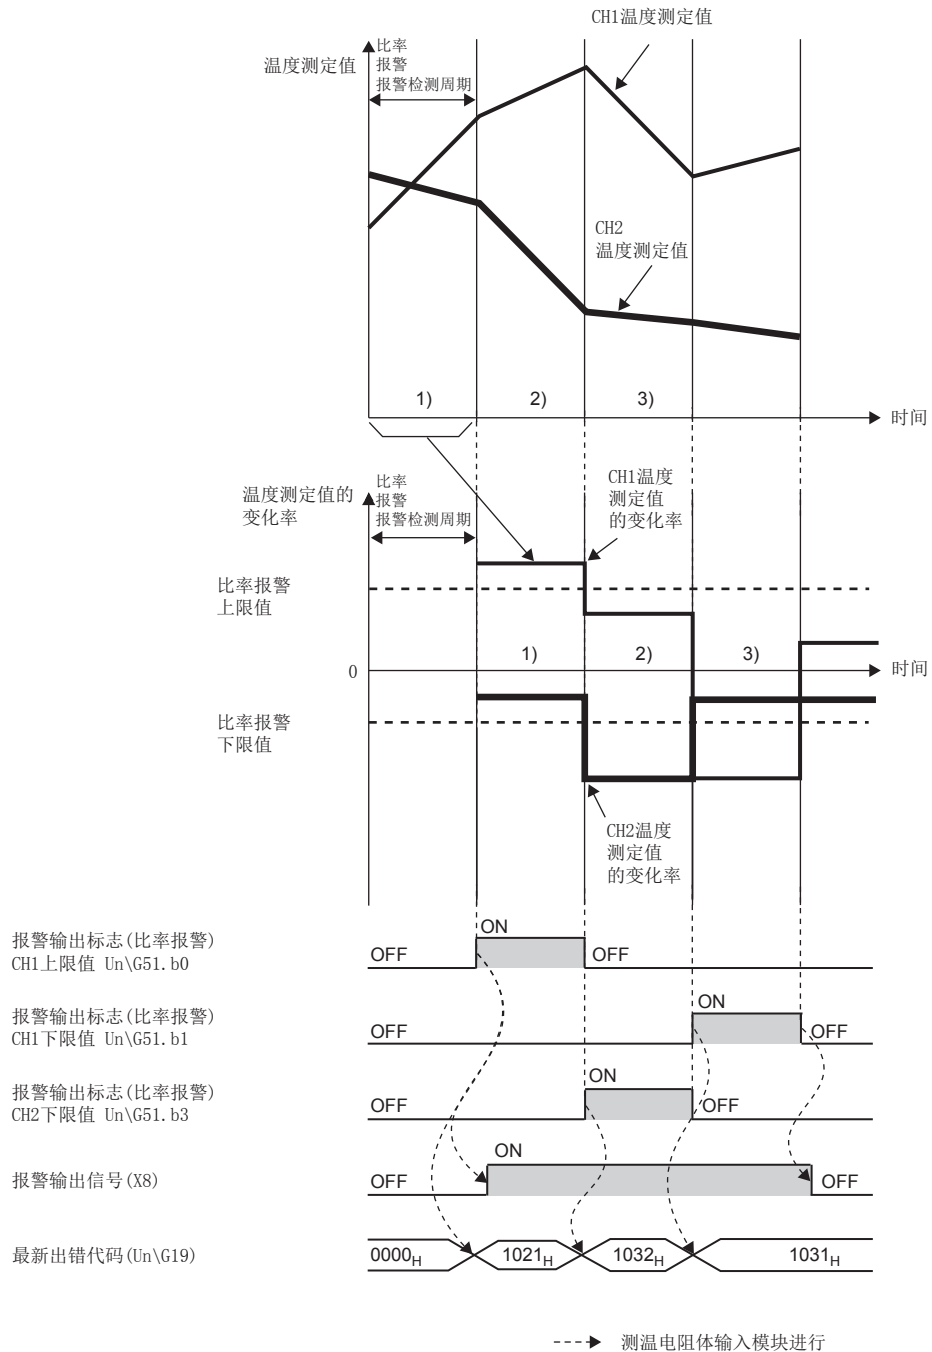 CH1温度测定值
温度测定值
比率
报警
报警检测周期
CH2
温度测定值
1)
2)
3)
时间
温度测定值的
变化率
比率
报警
报警检测周期
CH1温度
测定值
的变化率
比率报警
上限值
1)
2)
3)
0
时间
比率报警
下限值
CH2温度
测定值
的变化率
报警输出标志(比率报警)
CH1上限值 Un\G51.b0
OFF
ON
OFF
报警输出标志(比率报警)
CH1下限值 Un\G51.b1
OFF
ON
OFF
报警输出标志(比率报警)
CH2下限值 Un\G51.b3
OFF
ON
OFF
报警输出信号(X8)
OFF
ON
OFF
最新出错代码(Un\G19)
0000H
1021H
1032H
1031H
测温电阻体输入模块进行